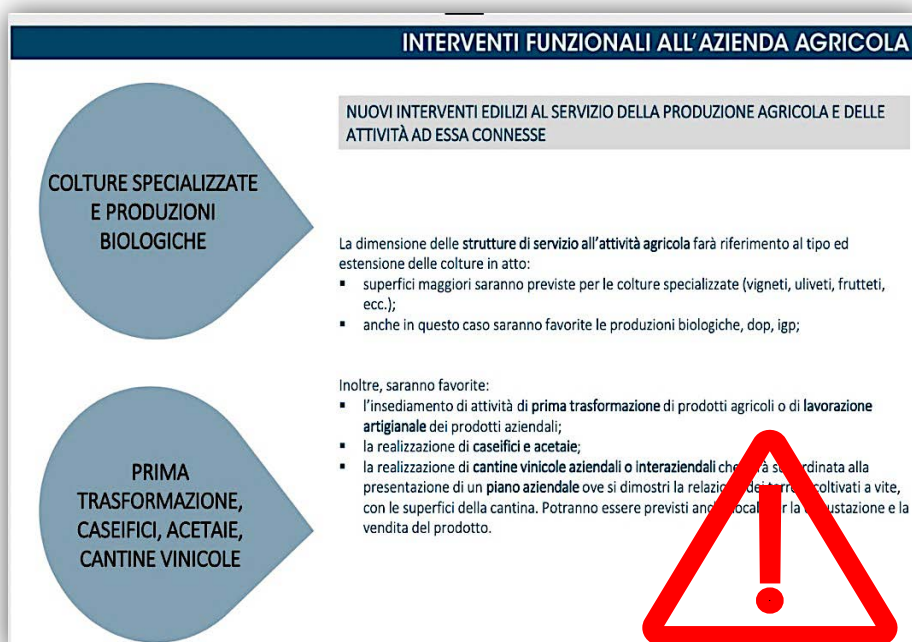 INTERVENTI FUNZIONALI ALL'AZIENDA AGRICOLA
COLTURE SPECIALIZZATE
E PRODUZIONI
BIOLOGICHE
NUOVI INTERVENTI EDILIZI AL SERVIZIO DELLA PRODUZIONE AGRICOLA E DELLE
ATTIVITÀ AD ESSA CONNESSE
La dimensione delle strutture di servizio all'attività agricola farà riferimento al tipo ed
estensione delle colture in atto:
▪ superfici maggiori saranno previste per le colture specializzate (vigneti, uliveti, frutteti,
ecc.);
▪ anche in questo caso saranno favorite le produzioni biologiche, dop, igp;
PRIMA
TRASFORMAZIONE,
CASEIFICI, ACETAIE,
CANTINE VINICOLE
Inoltre, saranno favorite:
▪ l'insediamento di attività di prima trasformazione di prodotti agricoli o di lavorazione
artigianale dei prodotti aziendali;
▪ la realizzazione di caseifici e acetaie;
▪ la realizzazione di cantine vinicole aziendali o interaziendali che alla
presentazione di un piano aziendale ove si dimostri la relazione dei coltivati a vite,
con le superfici della cantina. Potranno essere previsti la e la
vendita del prodotto.
!